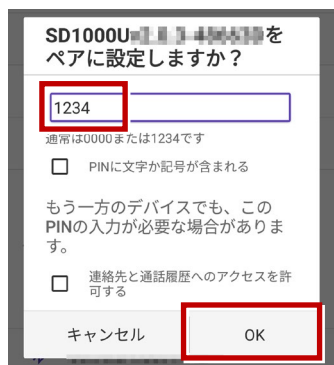 SD1000U を
ペアに設定しますか？
1234
通常は0000または1234です
PINに文字か記号が含まれる
もう一方のデバイスでも、この
PINの入力が必要な場合がありま
す。
連絡先と通話履歴へのアクセスを許
可する
キャンセル OK